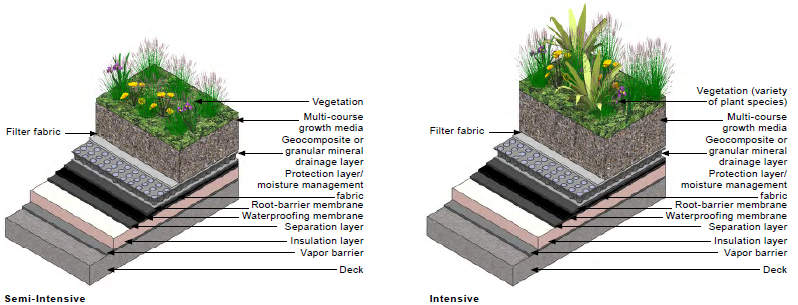 Vegetation
Multi-course
growth media
Filter fabric
Geocomposite or
granular mineral
drainage layer
Protection layer/
moisture management
fabric
Root-barrier membrane
Waterproofing membrane
Separation layer
Insulation layer
Vapor barrier
Deck
Semi-Intensive
Vegetation (variety
of plant species)
Multi-course
growth media
Filter fabric
Geocomposite or
granular mineral
drainage layer
Protection layer/
moisture management
fabric
Root-barrier membrane
Waterproofing membrane
Separation layer
Insulation layer
Vapor barrier
Deck
Intensive